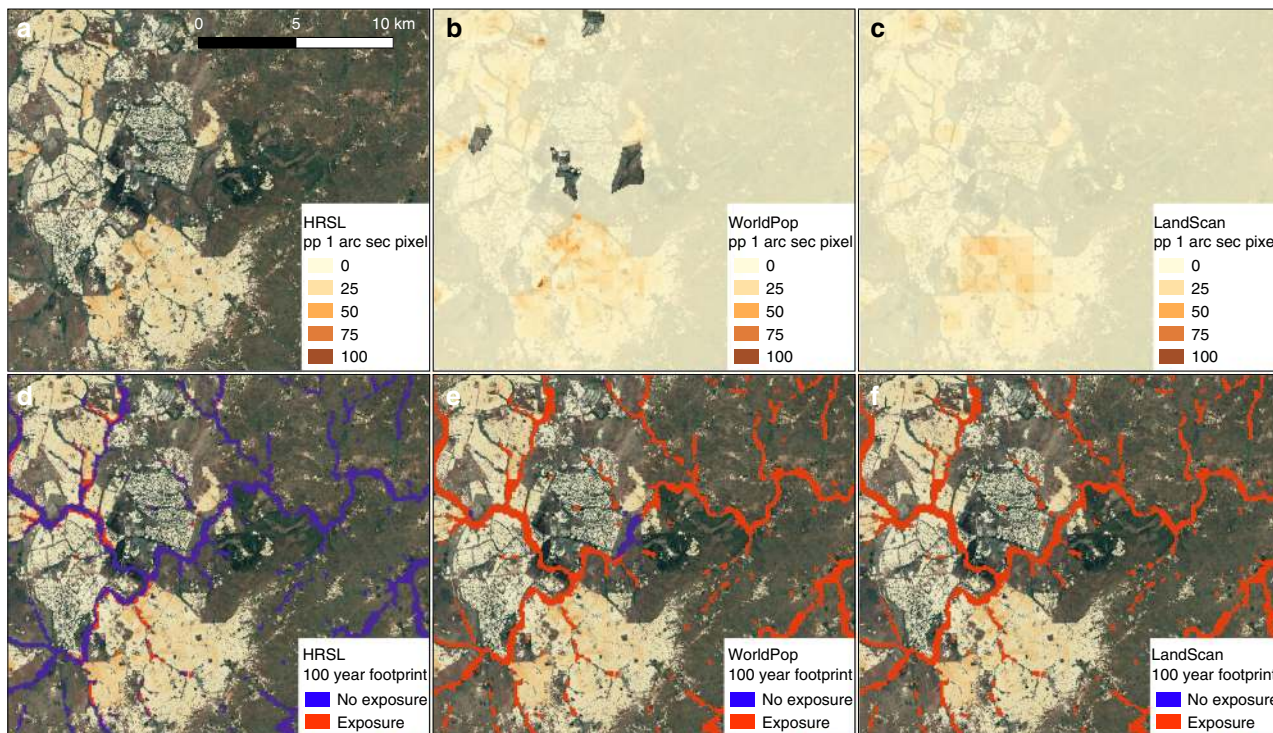 a
0 5 10 km
HRSL
pp 1 arc sec pixel
0
25
50
75
100
b
WorldPop
pp 1 arc sec pixel
0
25
50
75
100
c
LandScan
pp 1 arc sec pixel
0
25
50
75
100
d
HRSL
100 year footprint
No exposure
Exposure
e
WorldPop
100 year footprint
No exposure
Exposure
f
LandScan
100 year footprint
No exposure
Exposure